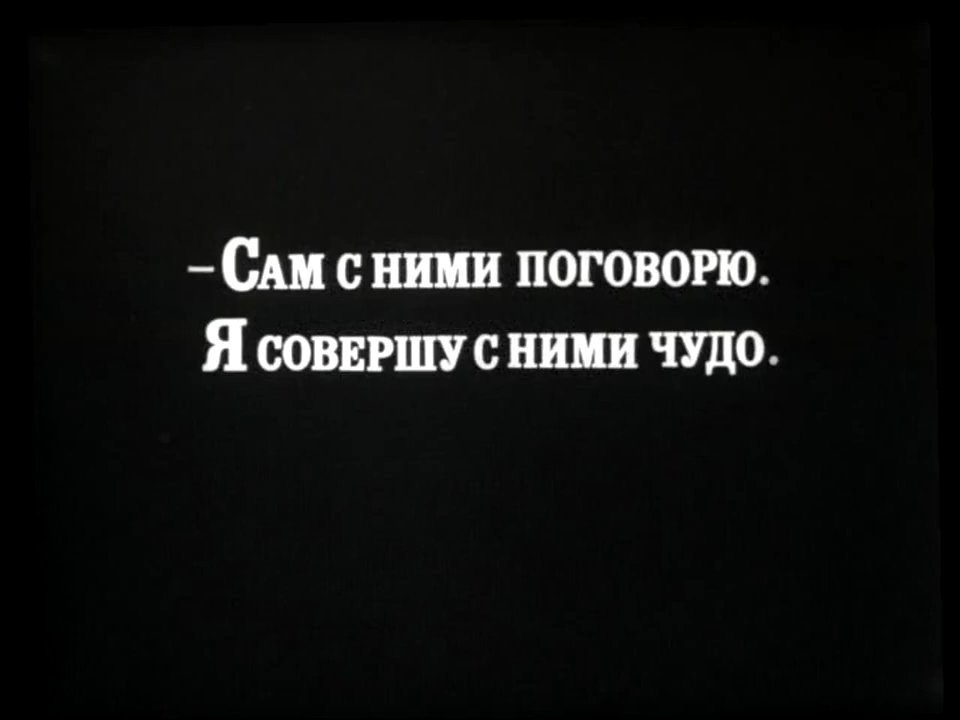 – Сам с ними поговорю.
Я совершу с ними чудо.